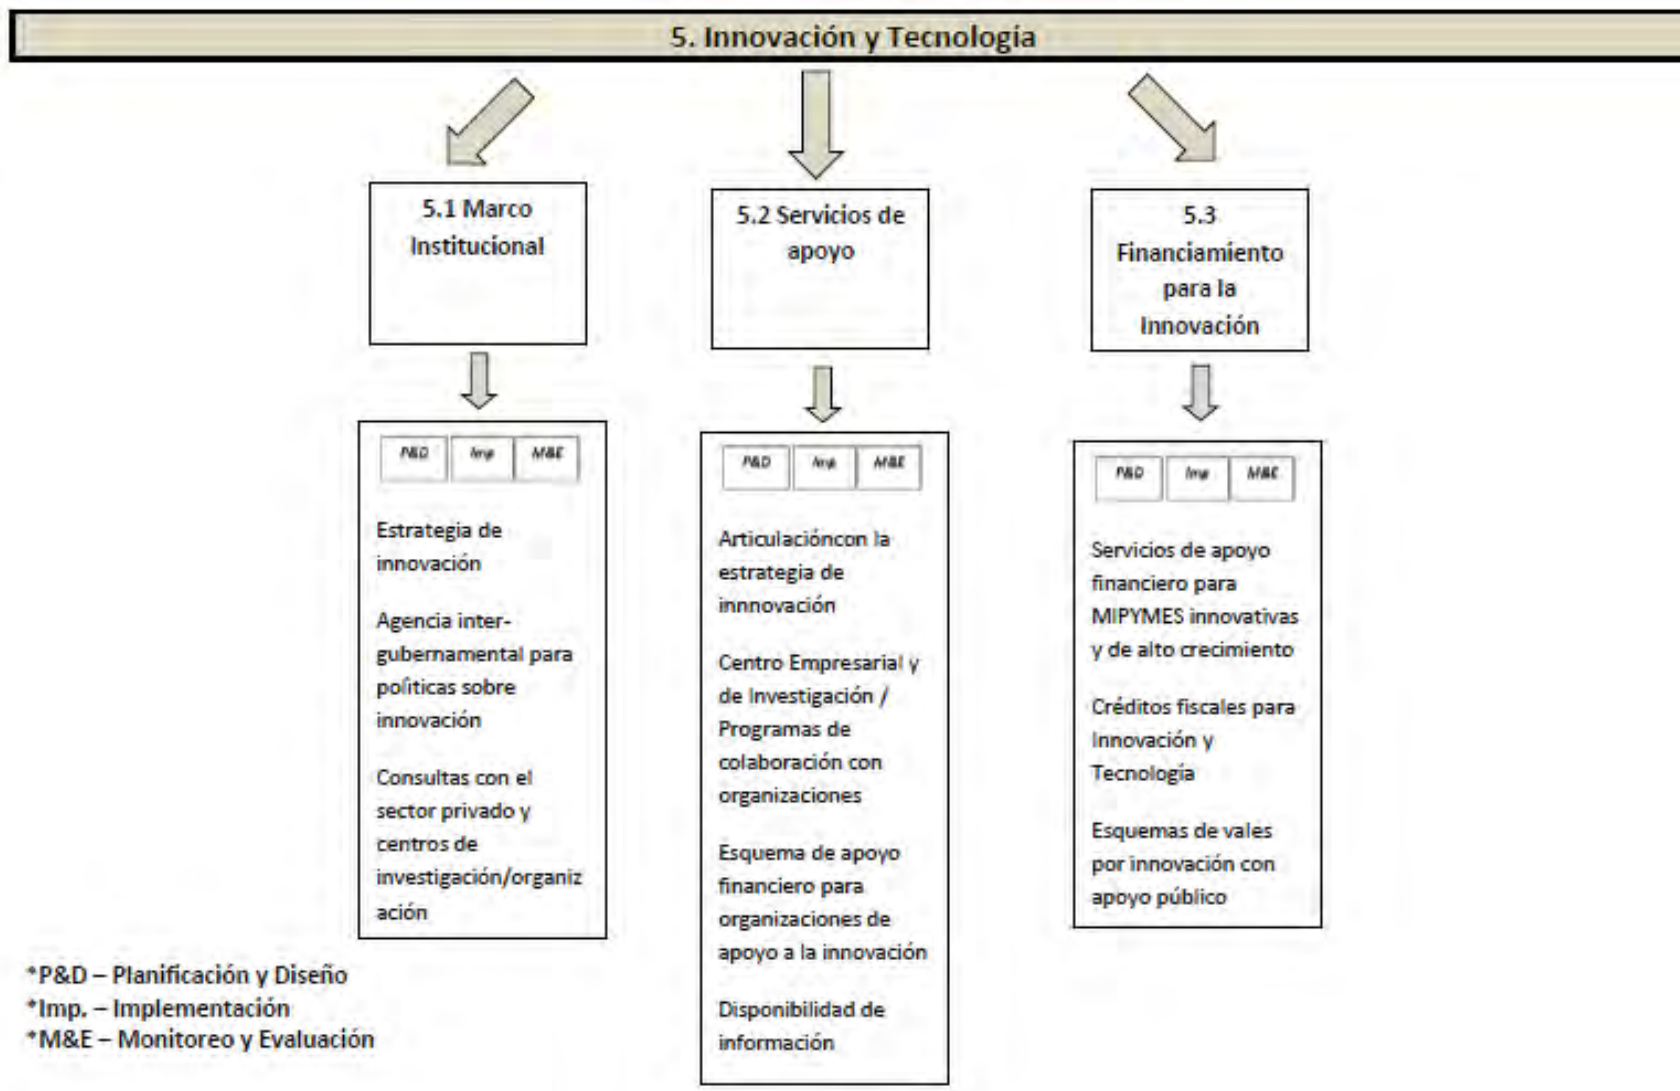 5. Innovación y Tecnología
5.1 Marco
Institucional
5.2 Servicios de
apoyo
5.3
Financiamiento
para la
Innovación
P&D Imp M&E
Estrategia de
innovación
Agencia inter-
gubernamental para
políticas sobre
innovación
Consultas con el
sector privado y
centros de
investigación/organiz
ación
P&D Imp M&E
Articulacióncon la
estrategia de
innnovación
Centro Empresarial y
de Investigación /
Programas de
colaboración con
organizaciones
Esquema de apoyo
financiero para
organizaciones de
apoyo a la innovación
Disponibilidad de
información
P&D Imp M&E
Servicios de apoyo
financiero para
MIPYMES innovativas
y de alto crecimiento
Créditos fiscales para
Innovación y
Tecnología
Esquemas de vales
por innovación con
apoyo público
*P&D – Planificación y Diseño
*Imp. – Implementación
*M&E – Monitoreo y Evaluación